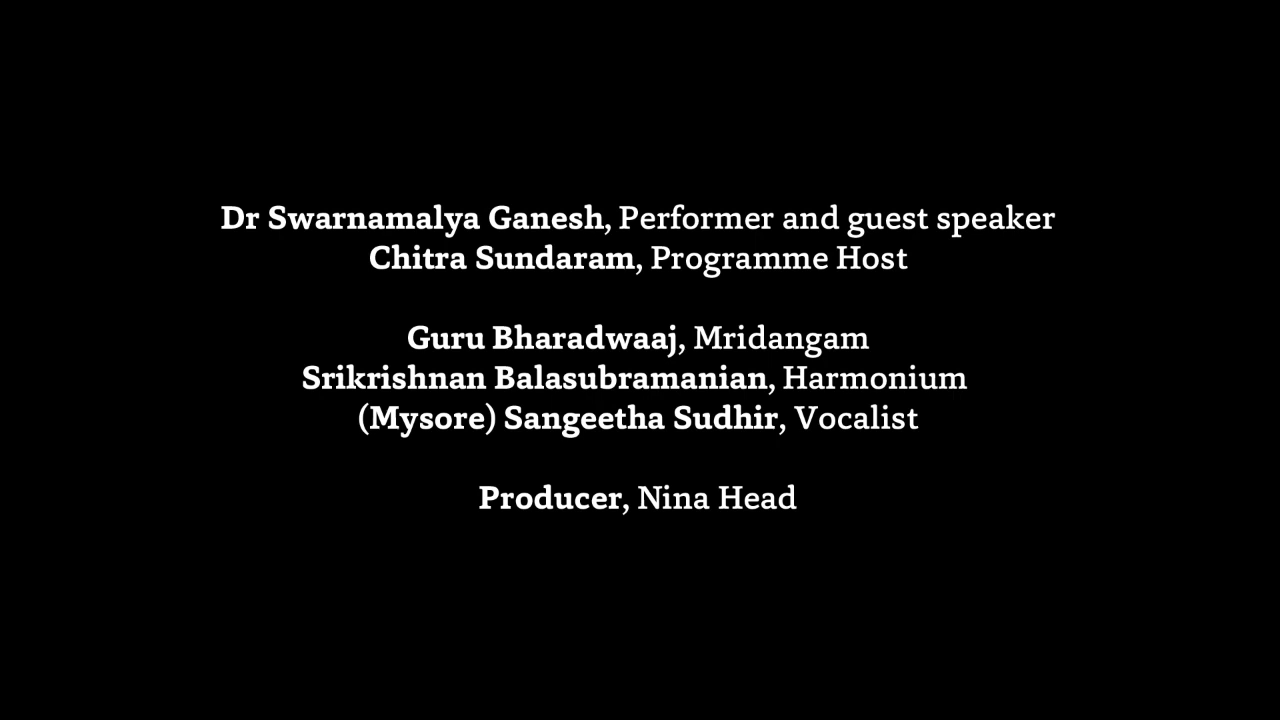 Dr Swarnamalya Ganesh, Performer and guest speaker
Chitra Sundaram, Programme Host
Guru Bharadwaaj, Mridangam
Srikrishnan Balasubramanian, Harmonium
(Mysore) Sangeetha Sudhir, Vocalist
Producer, Nina Head